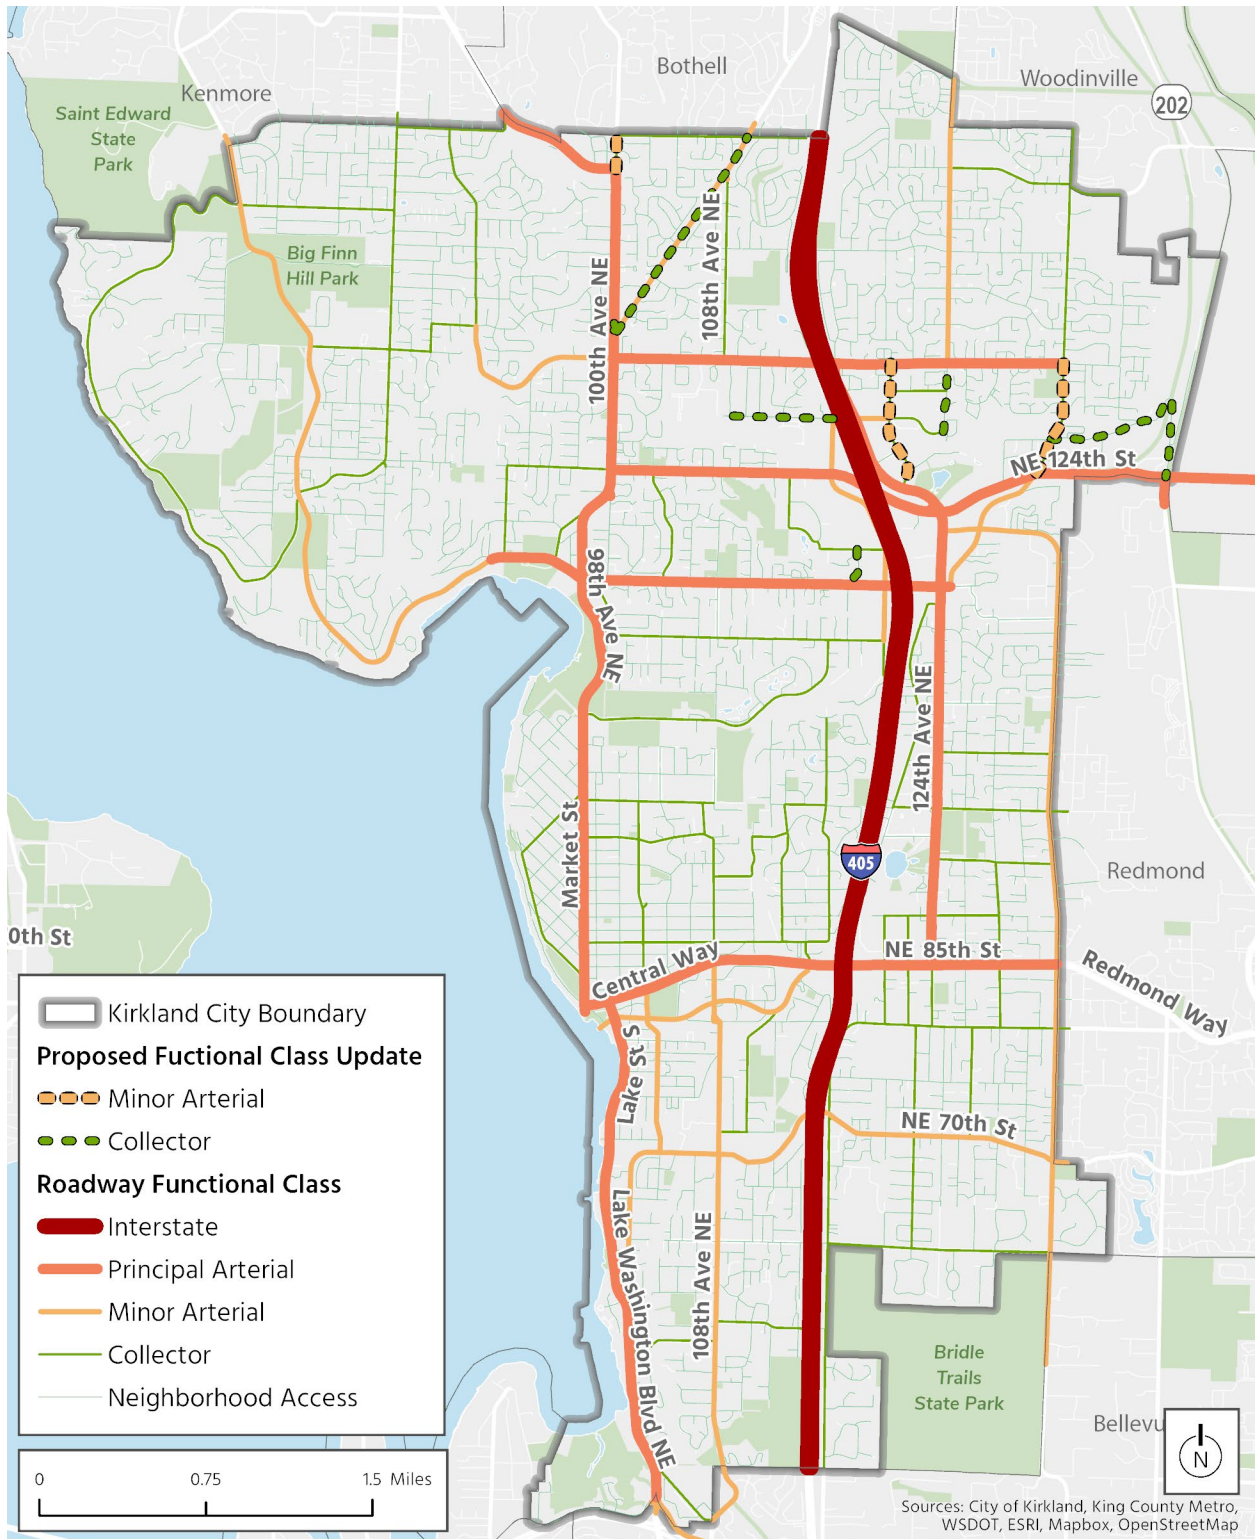 Bothell
Woodinville
Kenmore
202
Saint Edward
State
Park
Big Finn
Hill Park
100th Ave NE
108th Ave NE
NE 124th St
98th Ave NE
124th Ave NE
Market St
405
Redmond
0th St
Central Way
NE 85th St
Redmond Way
Lake St S
NE 70th St
Lake Washington Blvd NE
108th Ave NE
Bridle
Trails
State Park
Bellevu
Kirkland City Boundary
Proposed Fuctional Class Update
Minor Arterial
Collector
Roadway Functional Class
Interstate
Principal Arterial
Minor Arterial
Collector
Neighborhood Access
0 0.75 1.5 Miles
N
Sources: City of Kirkland, King County Metro,
WSDOT, ESRI, Mapbox, OpenStreetMap